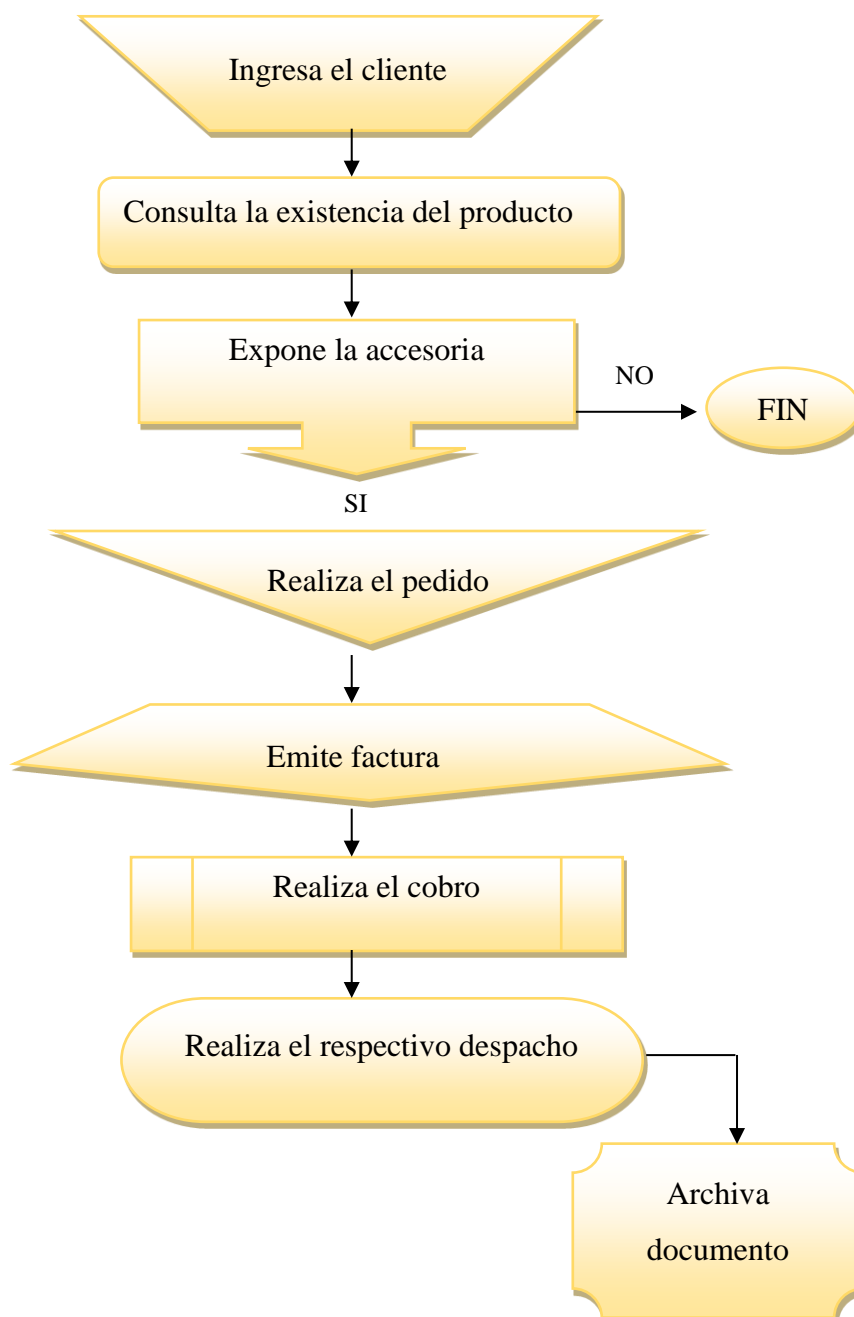 Ingresa el cliente
Consulta la existencia del producto
Expone la accesoria
NO
FIN
SI
Realiza el pedido
Emite factura
Realiza el cobro
Realiza el respectivo despacho
Archiva
documento